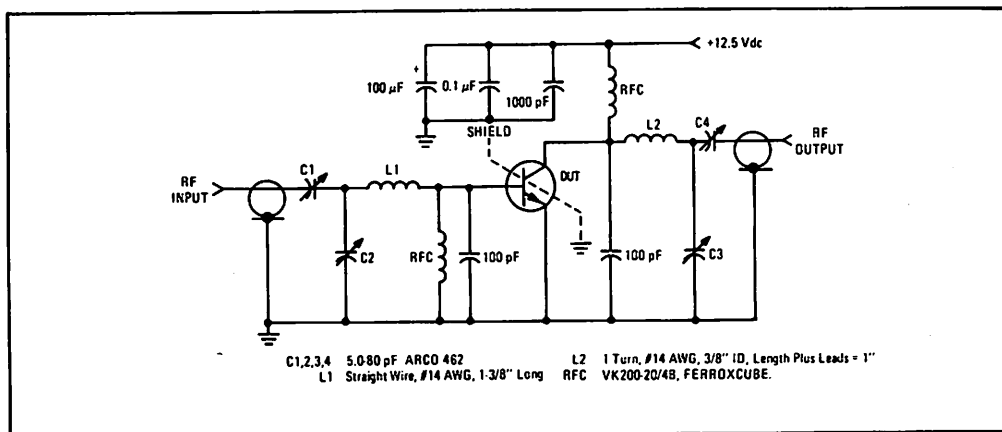 +12.5 Vdc
100 µF
+
0.1 µF
1000 pF
RFC
SHIELD
L2
C4
RF
OUTPUT
C1
L1
DUT
RF
INPUT
C2
RFC
100 pF
100 pF
C3
C1,2,3,4 5.0-80 pF ARCO 462
L1 Straight Wire, #14 AWG, 1-3/8" Long
L2 1 Turn, #14 AWG, 3/8" ID, Length Plus Leads = 1"
RFC VK200-20/4B, FERROXCUBE.